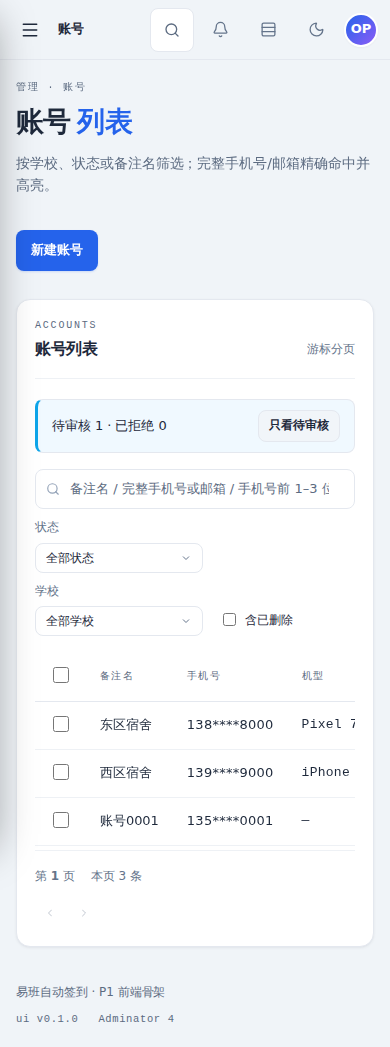 账号
OP
管理 · 账号
账号 列表
按学校、状态或备注名筛选；完整手机号/邮箱精确命中并
高亮。
新建账号
ACCOUNTS
账号列表
游标分页
待审核 1 · 已拒绝 0
只看待审核
备注名 / 完整手机号或邮箱 / 手机号前 1–3 位
状态
全部状态
学校
全部学校
含已删除
备注名 手机号 机型
东区宿舍 138****8000 Pixel 7
西区宿舍 139****9000 iPhone
账号0001 135****0001 —
第 1 页 本页 3 条
易班自动签到 · P1 前端骨架
ui v0.1.0 Adminator 4